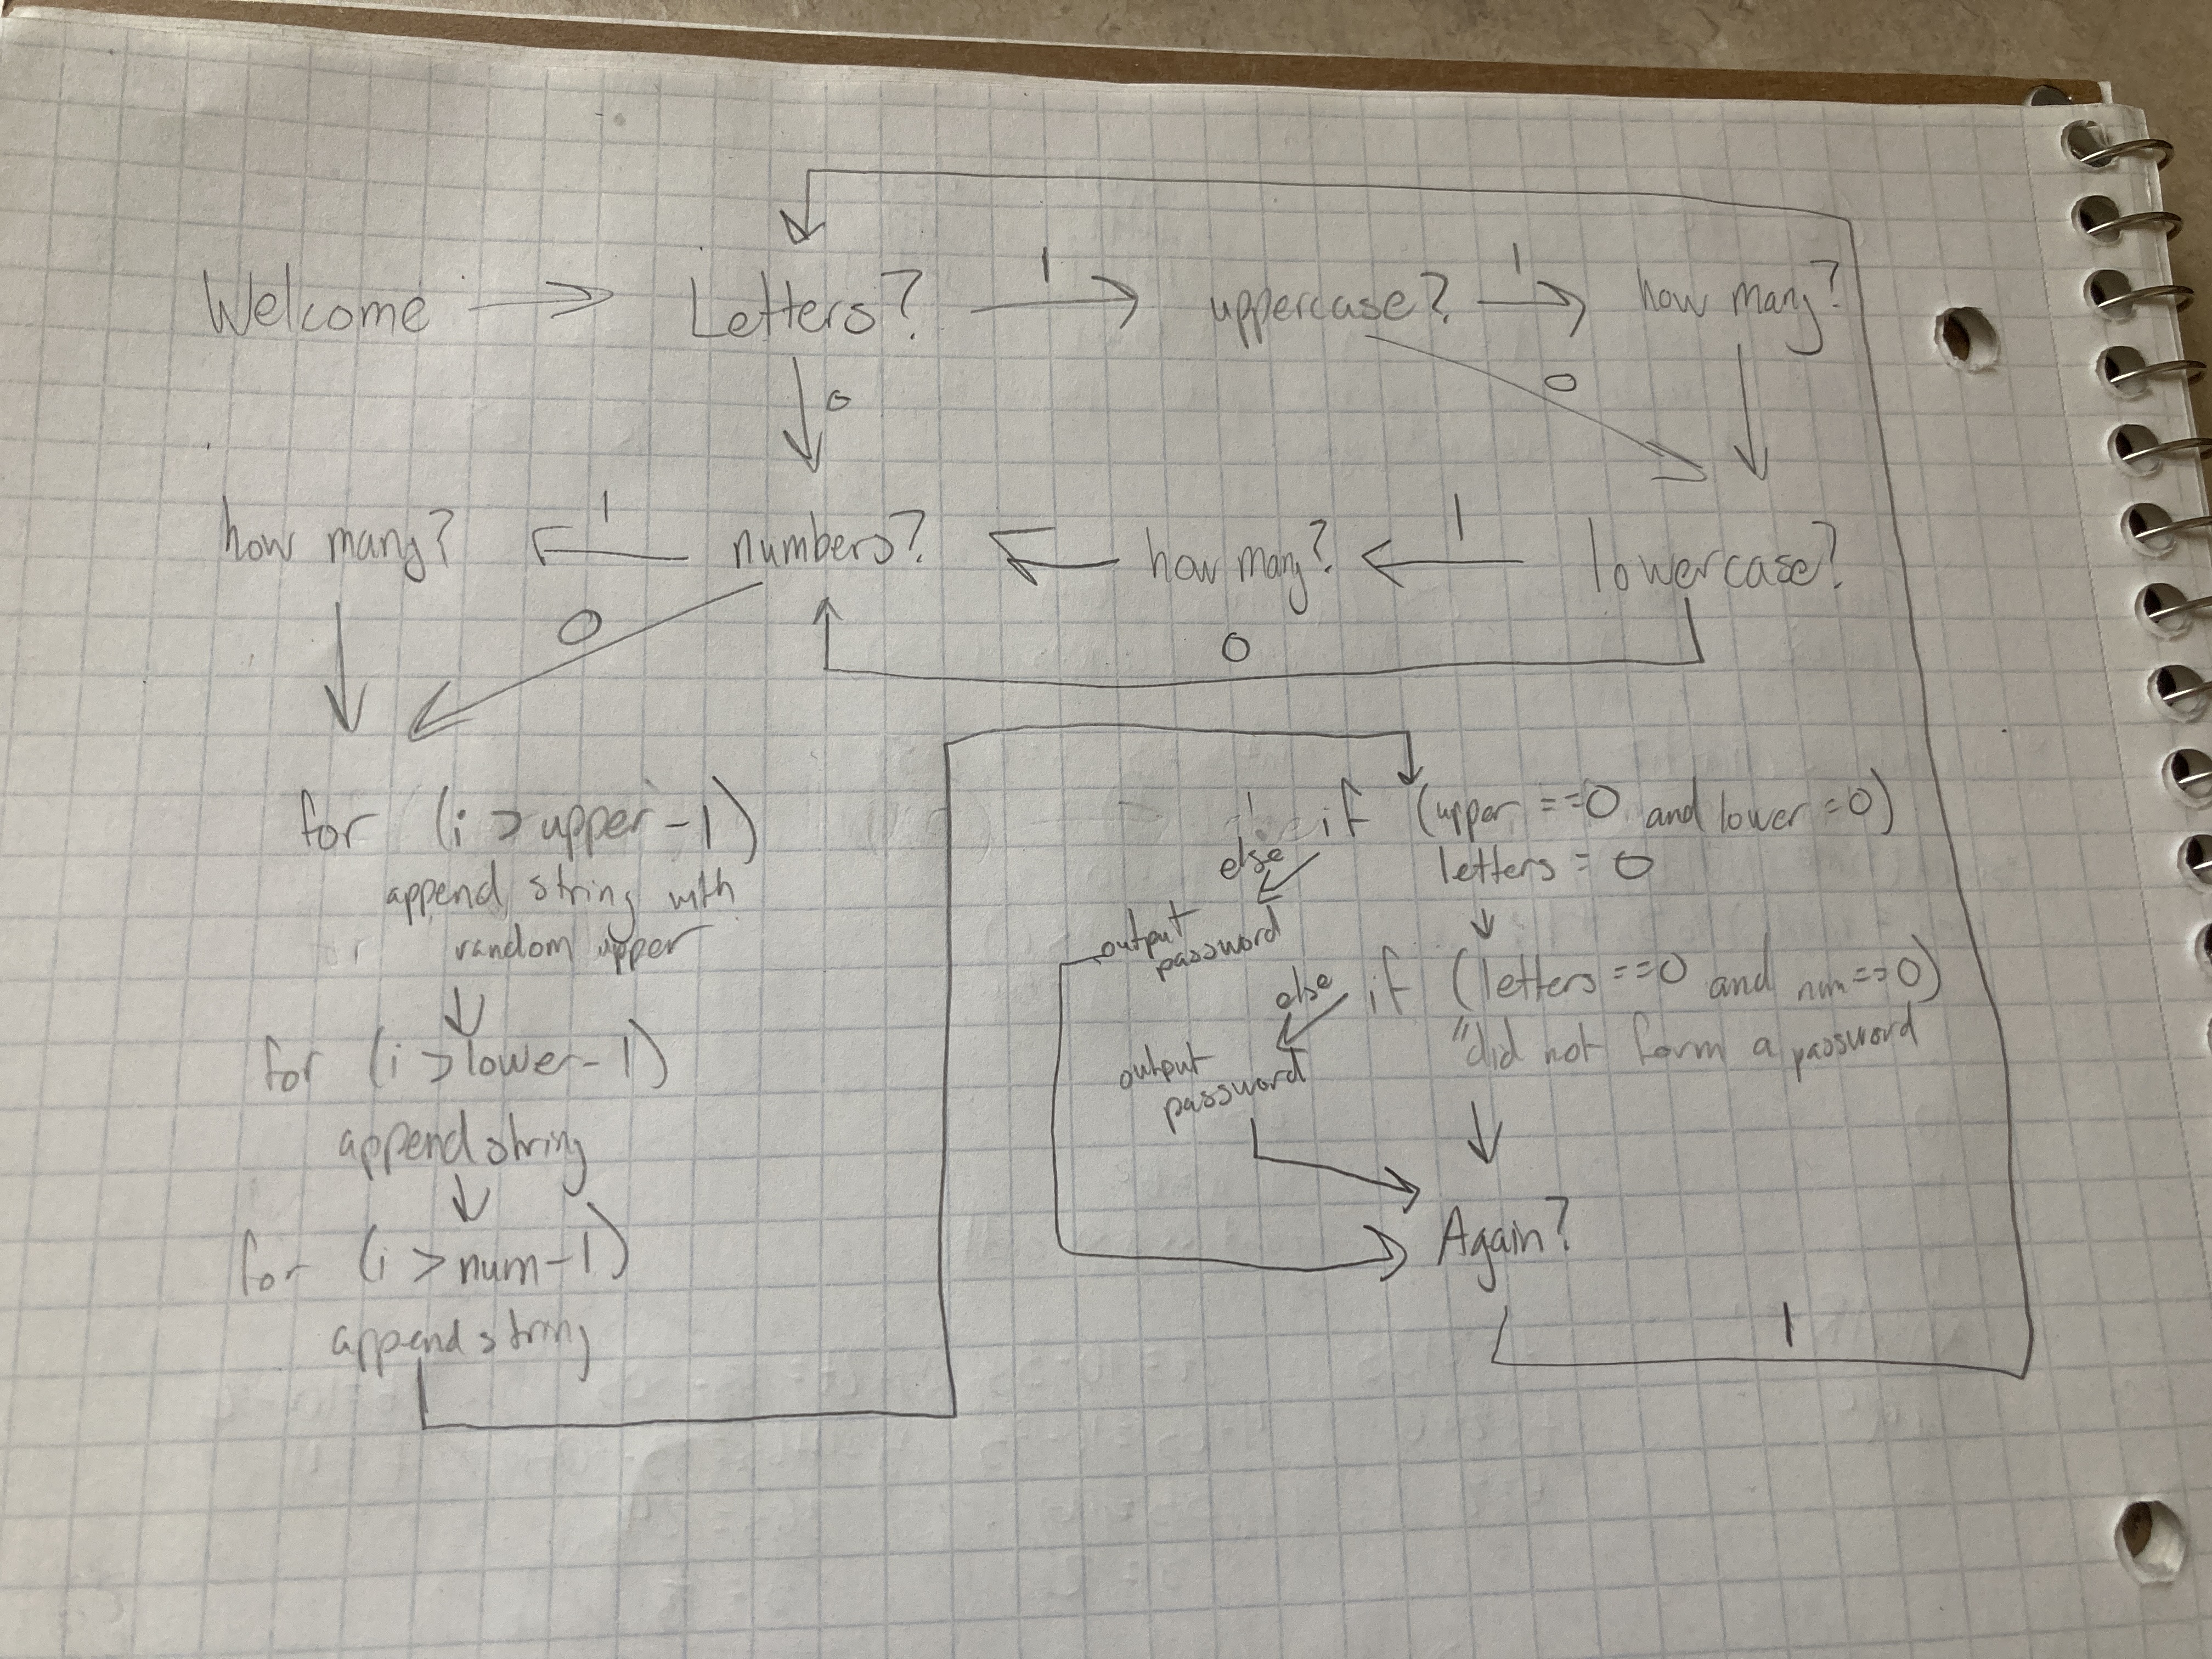 Welcome Letters? 1 uppercase? 1 how many?
0 0
how many? 1 numbers? how many? 1 lowercase?
0 0
for (i > upper - 1)
append string with
random upper
for (i > lower - 1)
append string
for (i > num - 1)
append string
if (upper == 0 and lower = 0)
else letters = 0
output
password
if (letters == 0 and num == 0)
else "did not form a password
output
password
Again?
1